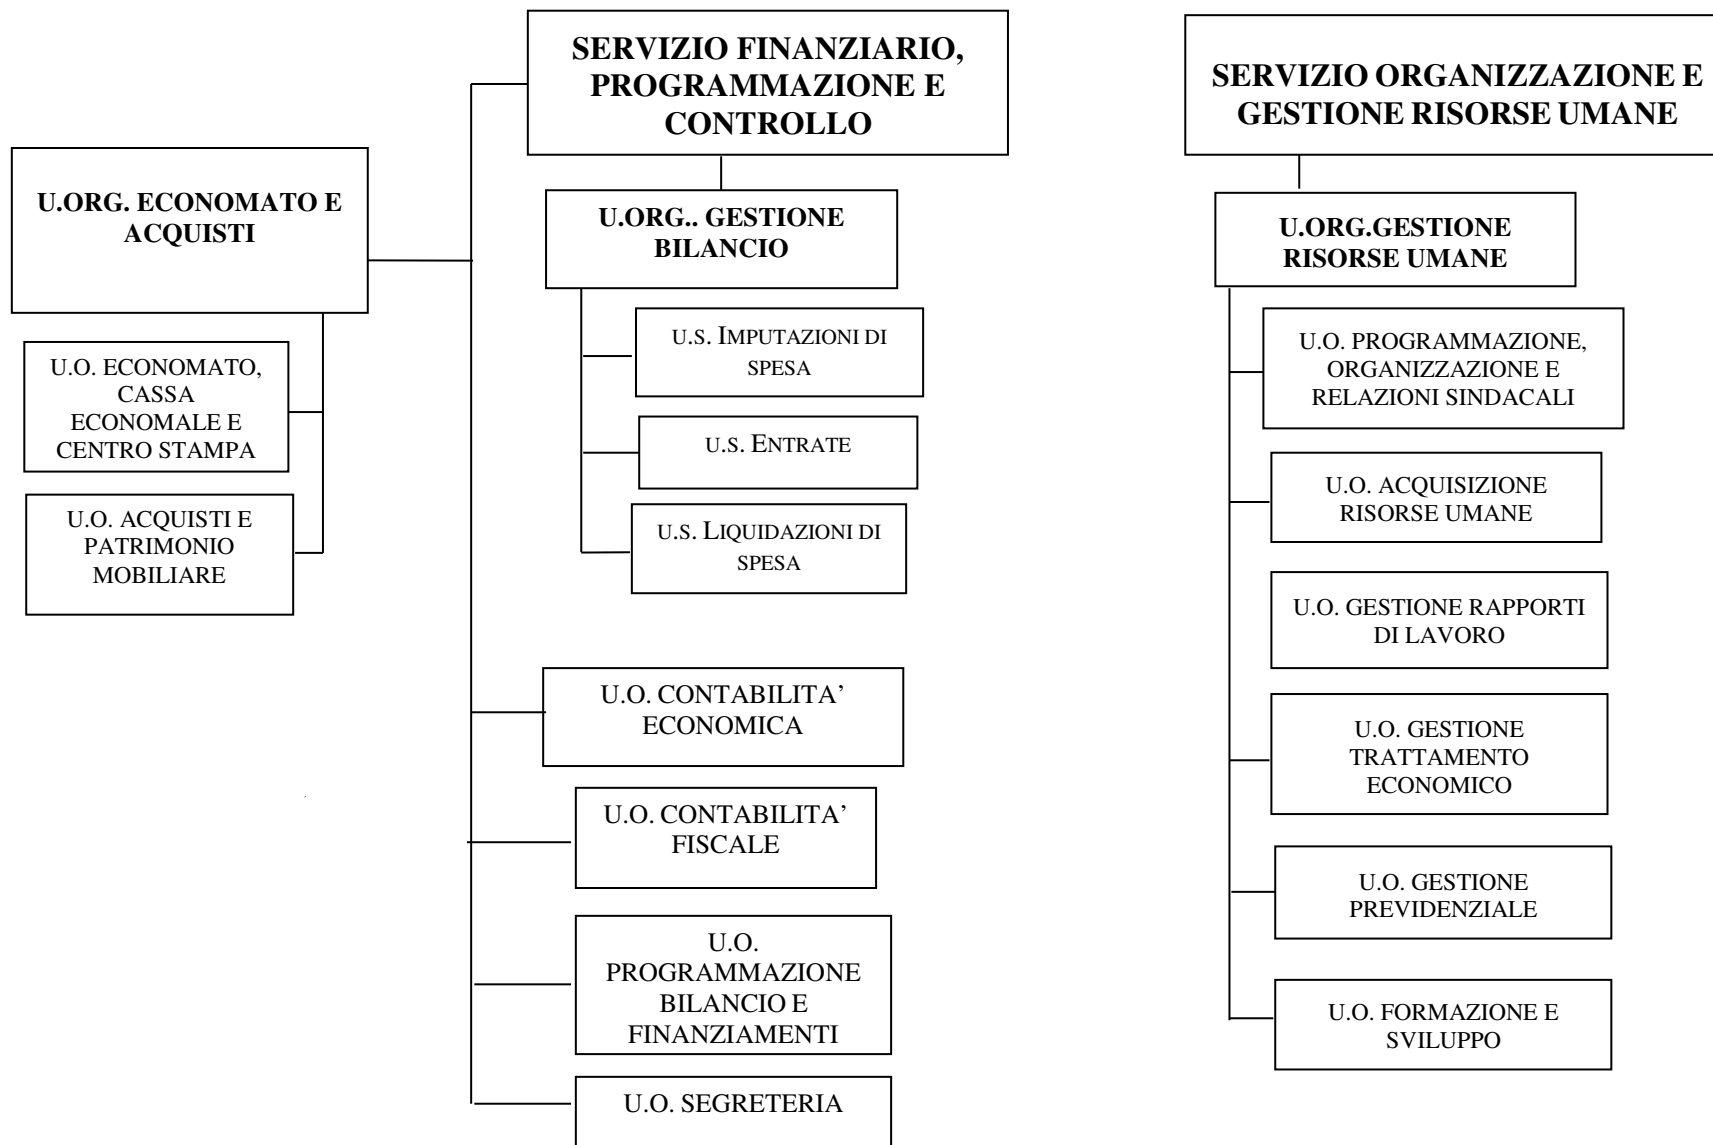 SERVIZIO FINANZIARIO,
PROGRAMMAZIONE E
CONTROLLO
U.ORG. ECONOMATO E
ACQUISTI
U.O. ECONOMATO,
CASSA
ECONOMALE E
CENTRO STAMPA
U.O. ACQUISTI E
PATRIMONIO
MOBILIARE
U.ORG.. GESTIONE
BILANCIO
U.S. IMPUTAZIONI DI
SPESA
U.S. ENTRATE
U.S. LIQUIDAZIONI DI
SPESA
U.O. CONTABILITA’
ECONOMICA
U.O. CONTABILITA’
FISCALE
U.O.
PROGRAMMAZIONE
BILANCIO E
FINANZIAMENTI
U.O. SEGRETERIA
SERVIZIO ORGANIZZAZIONE E
GESTIONE RISORSE UMANE
U.ORG.GESTIONE
RISORSE UMANE
U.O. PROGRAMMAZIONE,
ORGANIZZAZIONE E
RELAZIONI SINDACALI
U.O. ACQUISIZIONE
RISORSE UMANE
U.O. GESTIONE RAPPORTI
DI LAVORO
U.O. GESTIONE
TRATTAMENTO
ECONOMICO
U.O. GESTIONE
PREVIDENZIALE
U.O. FORMAZIONE E
SVILUPPO